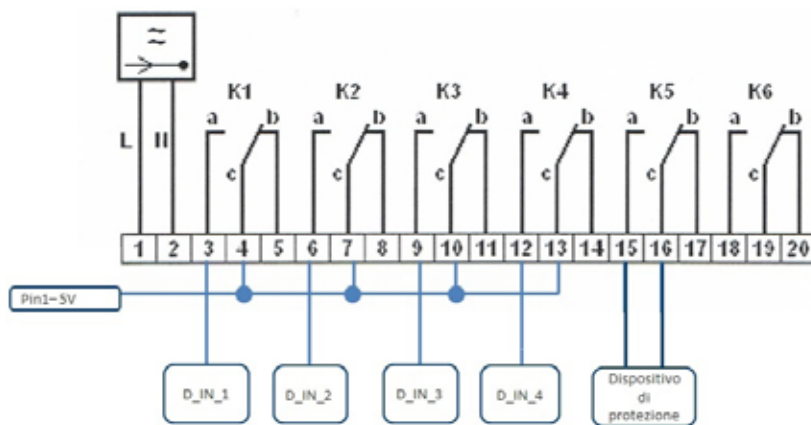 K1 K2 K3 K4 K5 K6
a b a b a b a b a b a b
L II
c c c c c c
1 2 3 4 5 6 7 8 9 10 11 12 13 14 15 16 17 18 19 20
Pin1-5V
D_IN_1
D_IN_2
D_IN_3
D_IN_4
Dispositivo
di
protezione